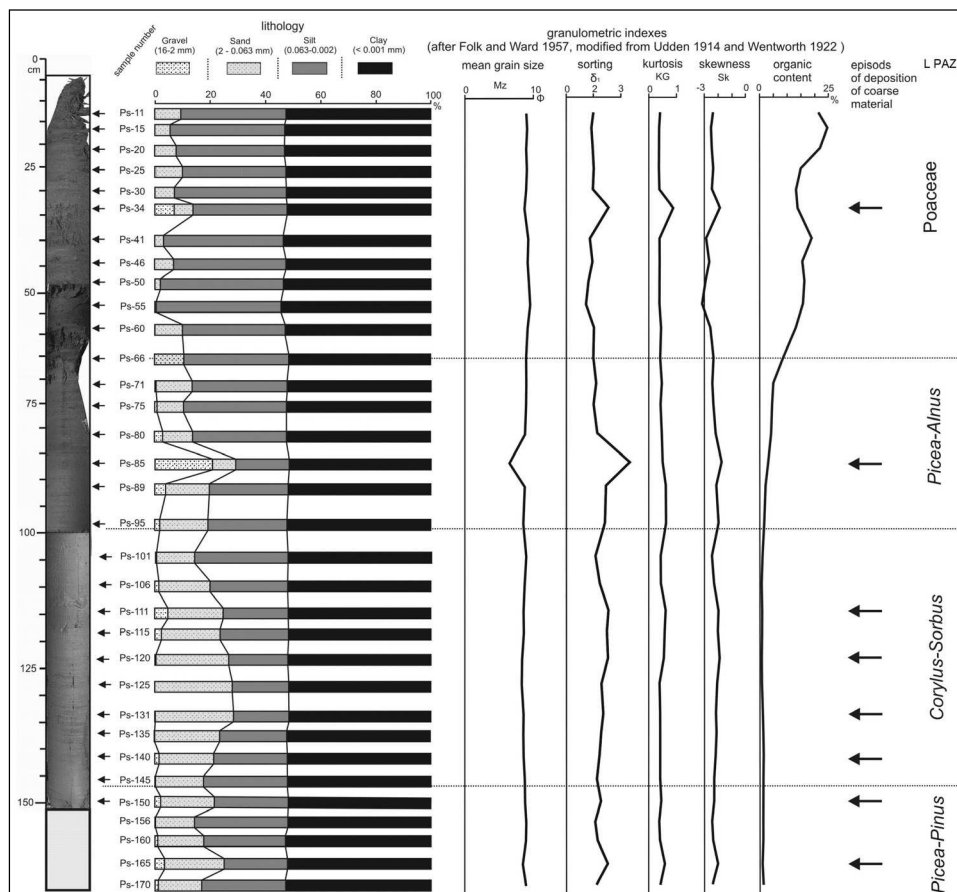 lithology
granulometric indexes
(after Folk and Ward 1957, modified from Udden 1914 and Wentworth 1922 )
sample number
Gravel
(16-2 mm)
Sand
(2 - 0.063 mm)
Silt
(0.063-0.002)
Clay
(< 0.001 mm)
mean grain size
Mz
10
Φ
sorting
δ₁
2
3
kurtosis
KG
0
1
skewness
Sk
-3
0
organic
content
0
25
%
episods
of deposition
of coarse
material
L PAZ
0
cm
25
50
75
100
125
150
0
20
40
60
80
100
%
Ps-11
Ps-15
Ps-20
Ps-25
Ps-30
Ps-34
Ps-41
Ps-46
Ps-50
Ps-55
Ps-60
Ps-66
Ps-71
Ps-75
Ps-80
Ps-85
Ps-89
Ps-95
Ps-101
Ps-106
Ps-111
Ps-115
Ps-120
Ps-125
Ps-131
Ps-135
Ps-140
Ps-145
Ps-150
Ps-156
Ps-160
Ps-165
Ps-170
0
0
Poaceae
Picea-Alnus
Corylus-Sorbus
Picea-Pinus